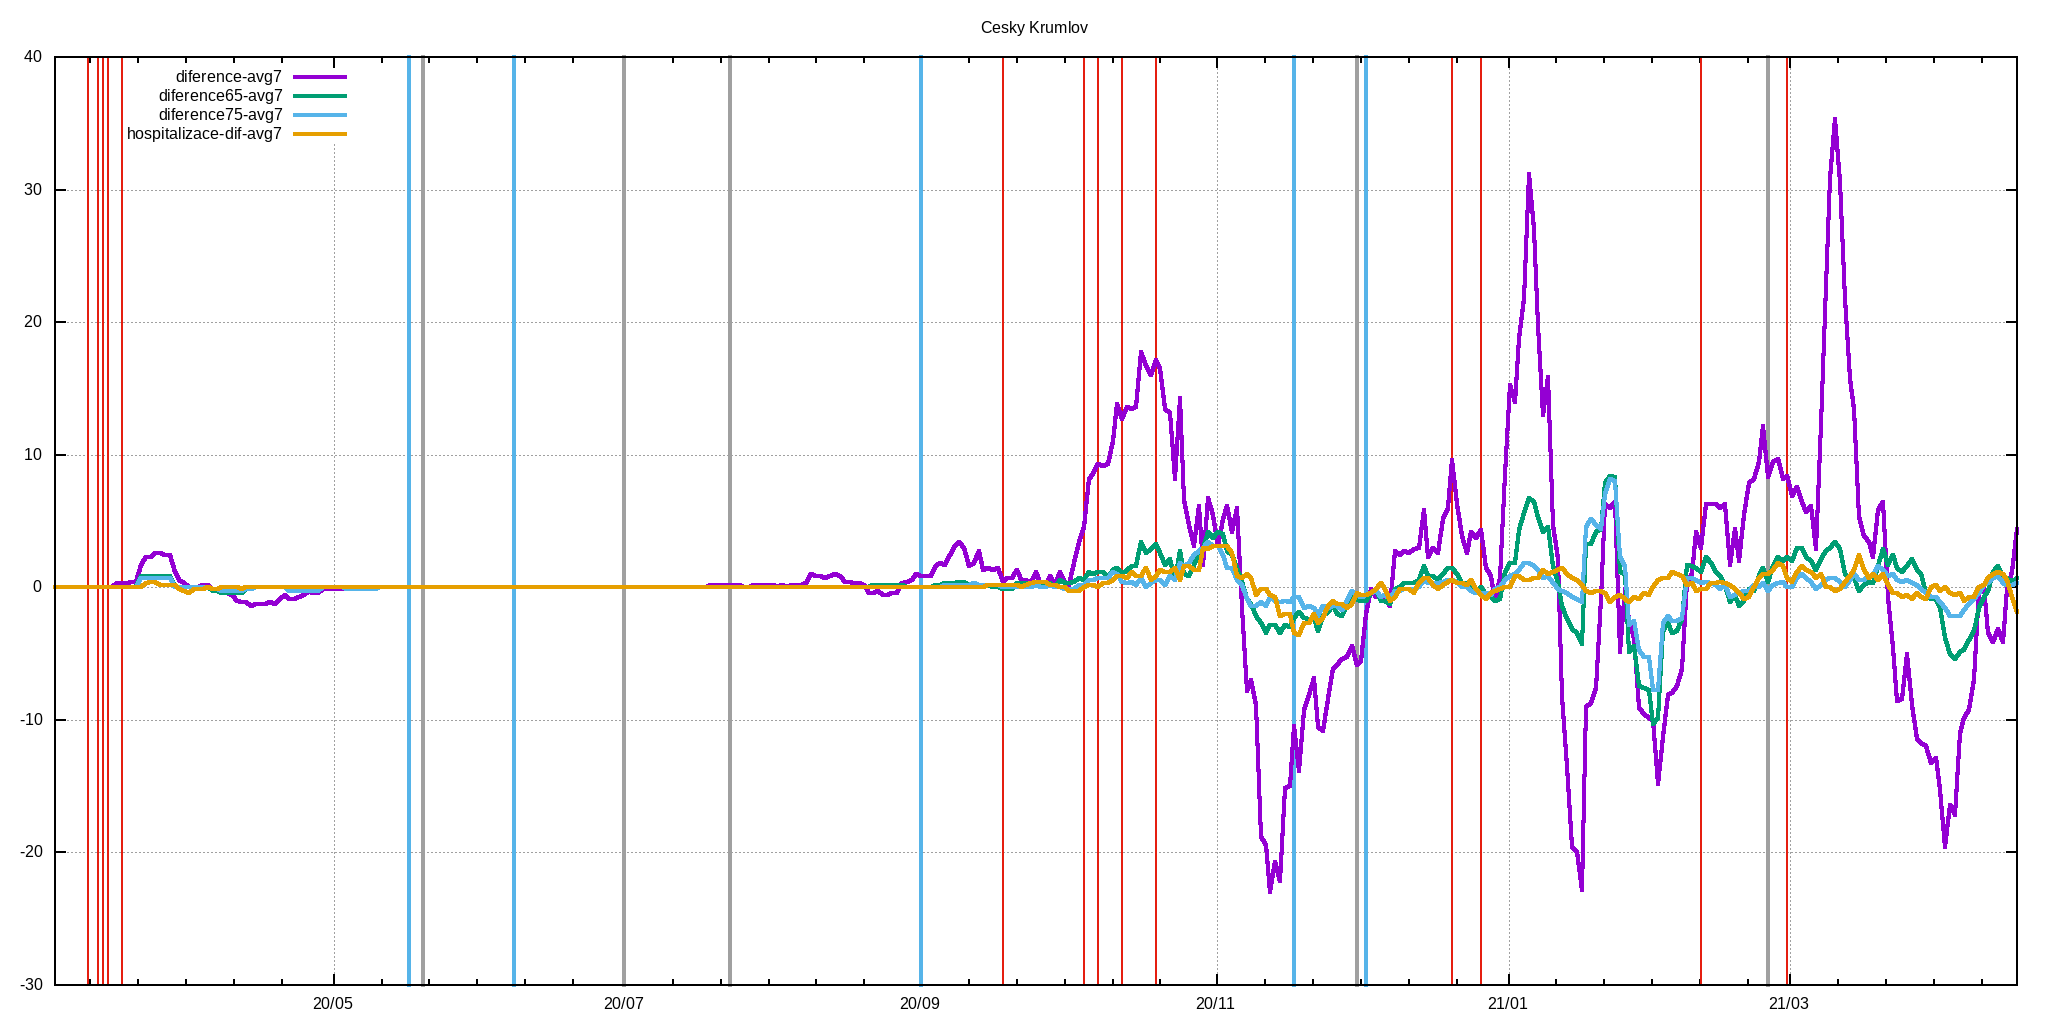 Cesky Krumlov
40
30
20
10
0
-10
-20
-30
diference-avg7
diference65-avg7
diference75-avg7
hospitalizace-dif-avg7
20/05
20/07
20/09
20/11
21/01
21/03